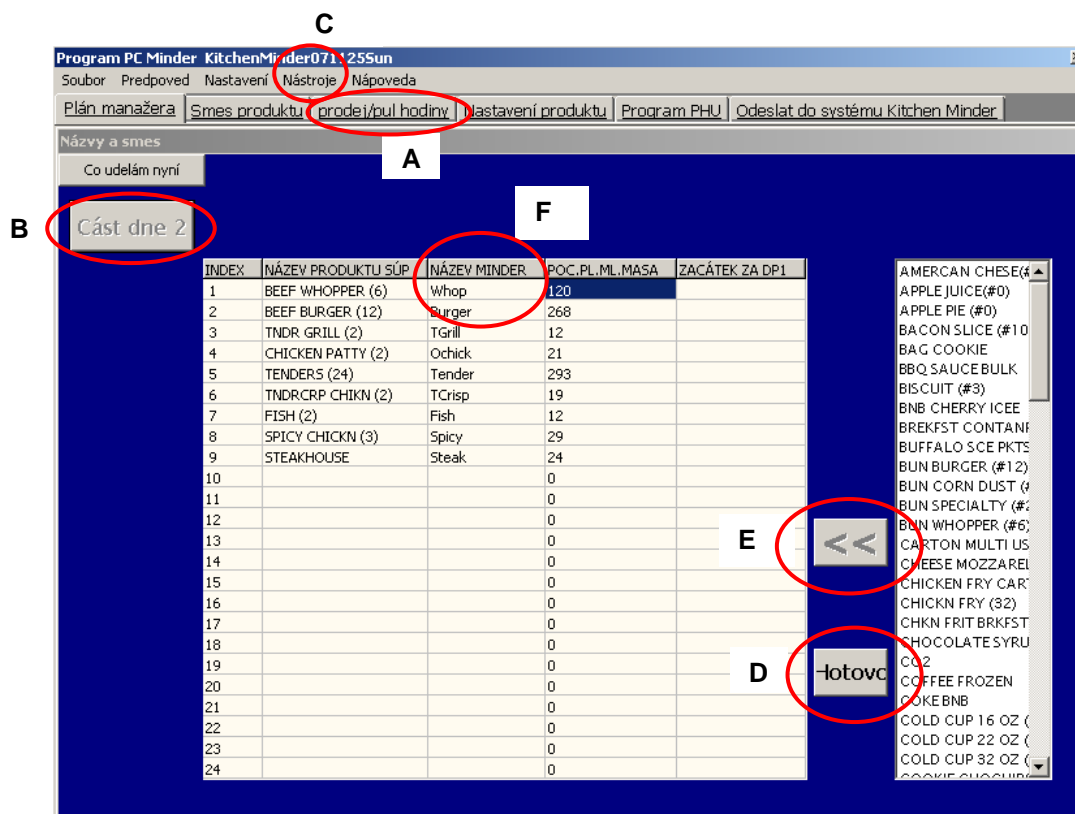 C
Program PC Minder KitchenMinder071125Sun
Soubor Predpoved Nastavení Nástroje Nápoveda
Plán manažera Smes produktu prodej/pul hodiny Nastavení produktu Program PHU Odeslat do systému Kitchen Minder
Názvy a smes
A
Co udelám nyní
B
Cást dne 2
F
INDEX NÁZEV PRODUKTU SÚP NÁZEV MINDER POC.PL.ML.MASA ZACÁTEK ZA DP1
1 BEEF WHOPPER (6) Whop 120
2 BEEF BURGER (12) Burger 268
3 TNDR GRILL (2) TGrill 12
4 CHICKEN PATTY (2) Ochick 21
5 TENDERS (24) Tender 293
6 TNDRCRP CHIKN (2) TCrisp 19
7 FISH (2) Fish 12
8 SPICY CHICKN (3) Spicy 29
9 STEAKHOUSE Steak 24
10 0
11 0
12 0
13 0
14 0
15 0
16 0
17 0
18 0
19 0
20 0
21 0
22 0
23 0
24 0
E
<<
D
Hotovo
AMERCAN CHESE(#
APPLE JUICE(#0)
APPLE PIE (#0)
BACON SLICE (#10
BAG COOKIE
BBQ SAUCE BULK
BISCUIT (#3)
BNB CHERRY ICEE
BREKFST CONTANR
BUFFALO SCE PKTS
BUN BURGER (#12)
BUN CORN DUST (#
BUN SPECIALTY (#2
BUN WHOPPER (#6)
CARTON MULTI US
CHEESE MOZZAREL
CHICKEN FRY CART
CHICKN FRY (32)
CHKN FRIT BRKFST
CHOCOLATE SYRU
CO2
COFFEE FROZEN
COKE BNB
COLD CUP 16 OZ (
COLD CUP 22 OZ (
COLD CUP 32 OZ (